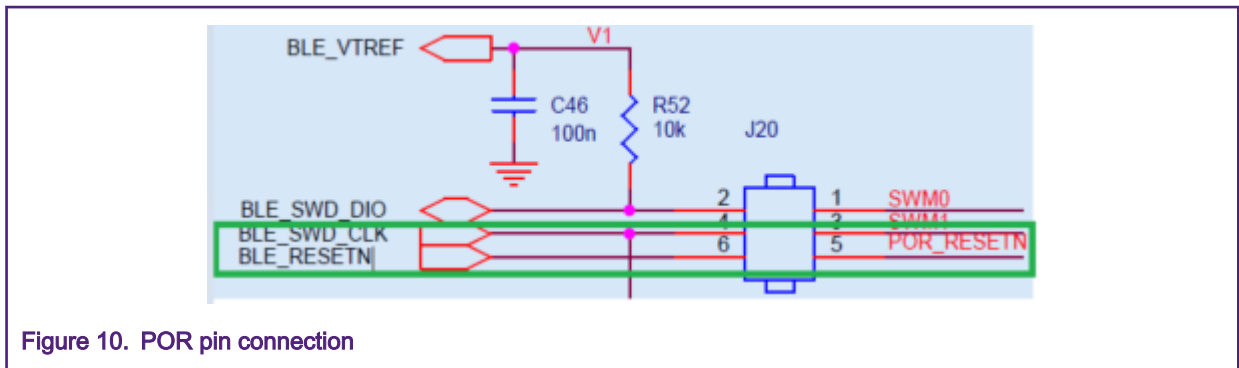 V1
BLE_VTREF
C46 R52
100n 10k J20
BLE_SWD_DIO 2 1 SWM0
BLE_SWD_CLK 4 3 SWM1
BLE_RESETN 6 5 POR_RESETN
Figure 10. POR pin connection